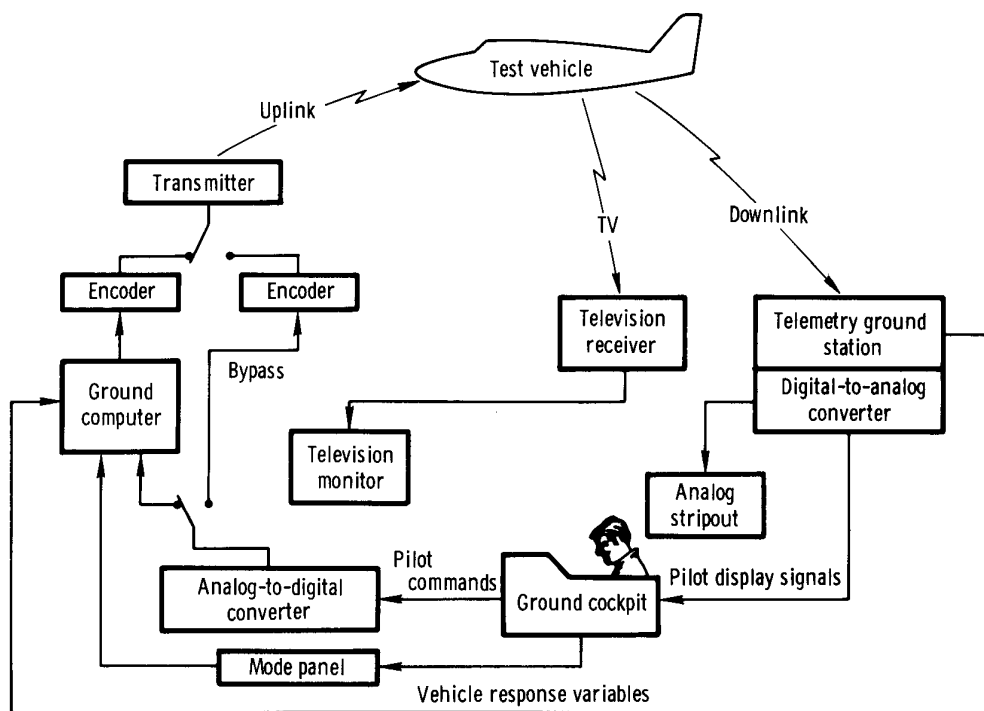 Test vehicle
Uplink
Transmitter
TV
Downlink
Encoder
Encoder
Television
receiver
Telemetry ground
station
Bypass
Ground
computer
Digital-to-analog
converter
Television
monitor
Analog
stripout
Pilot
commands
Pilot display signals
Analog-to-digital
converter
Ground cockpit
Mode panel
Vehicle response variables